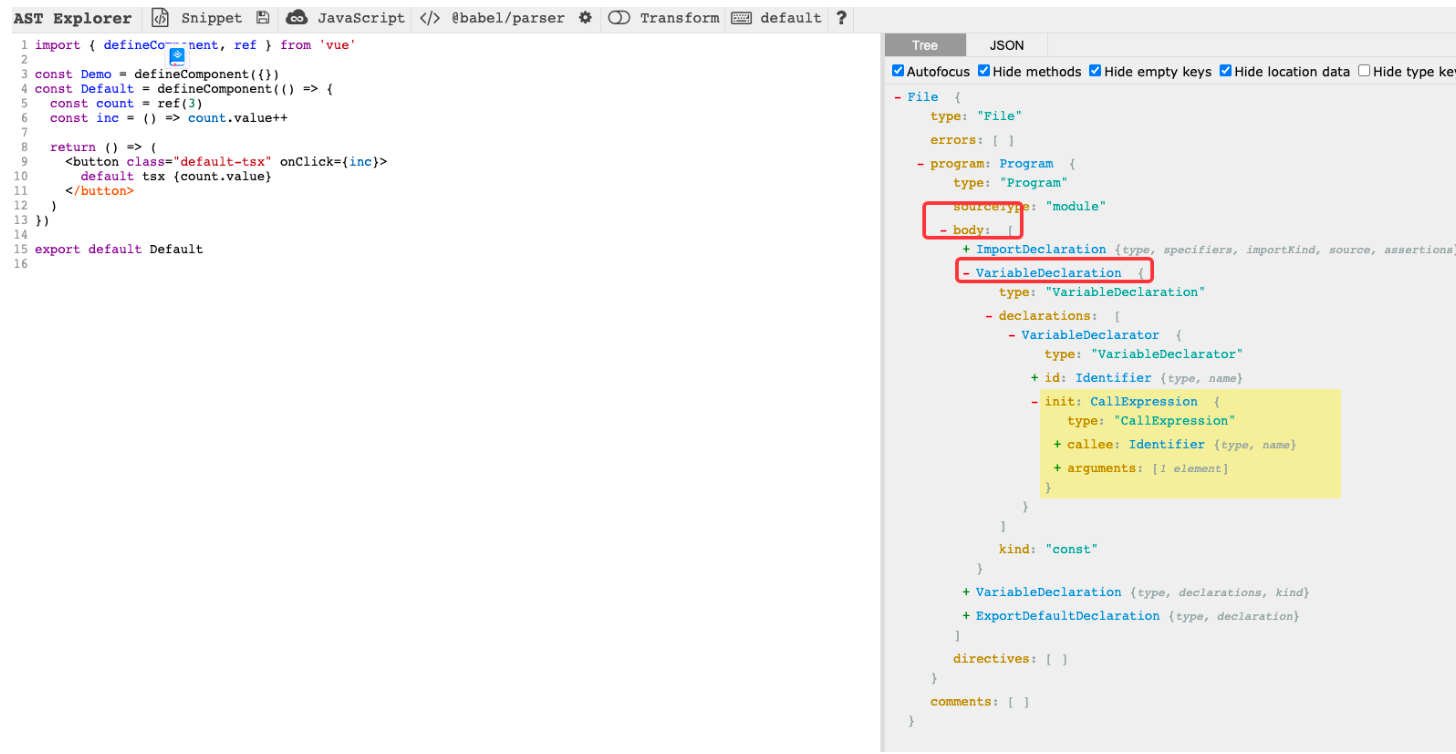 AST Explorer Snippet JavaScript </> @babel/parser Transform default ?
1 import { defineComponent, ref } from 'vue'
2
3 const Demo = defineComponent({})
4 const Default = defineComponent(() => {
5   const count = ref(3)
6   const inc = () => count.value++
7
8   return () => (
9     <button class="default-tsx" onClick={inc}>
10       default tsx {count.value}
11     </button>
12   )
13 })
14
15 export default Default
16
Tree JSON
Autofocus Hide methods Hide empty keys Hide location data Hide type key
- File {
type: "File"
errors: [ ]
- program: Program {
type: "Program"
sourceType: "module"
- body: [
+ ImportDeclaration {type, specifiers, importKind, source, assertions}
- VariableDeclaration {
type: "VariableDeclaration"
- declarations: [
- VariableDeclarator {
type: "VariableDeclarator"
+ id: Identifier {type, name}
- init: CallExpression {
type: "CallExpression"
+ callee: Identifier {type, name}
+ arguments: [1 element]
}
}
]
kind: "const"
}
+ VariableDeclaration {type, declarations, kind}
+ ExportDefaultDeclaration {type, declaration}
]
directives: [ ]
}
comments: [ ]
}